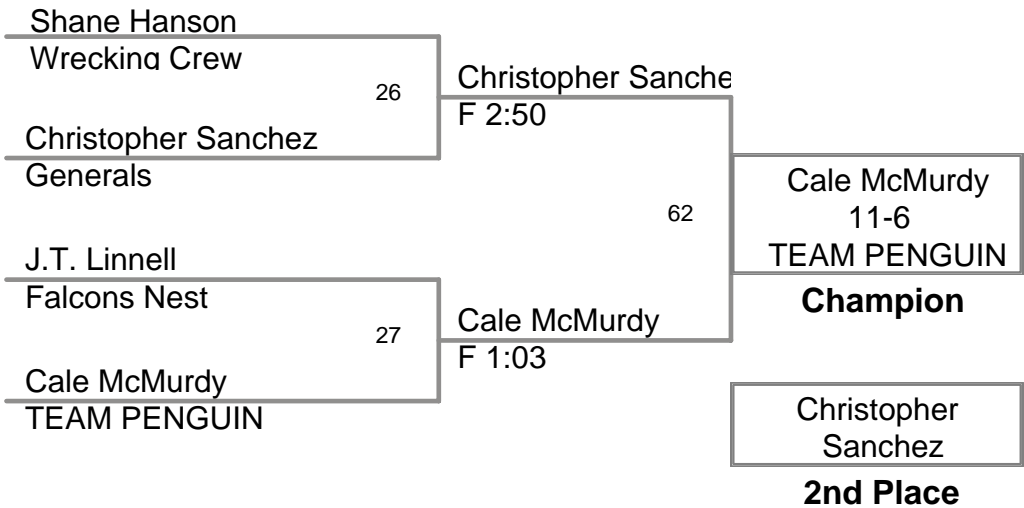 Shane Hanson
Wrecking Crew
26
Christopher Sanchez
Generals
Christopher Sanche
F 2:50
J.T. Linnell
Falcons Nest
27
Cale McMurdy
TEAM PENGUIN
Cale McMurdy
F 1:03
62
Cale McMurdy
11-6
TEAM PENGUIN
Champion
Christopher
Sanchez
2nd Place